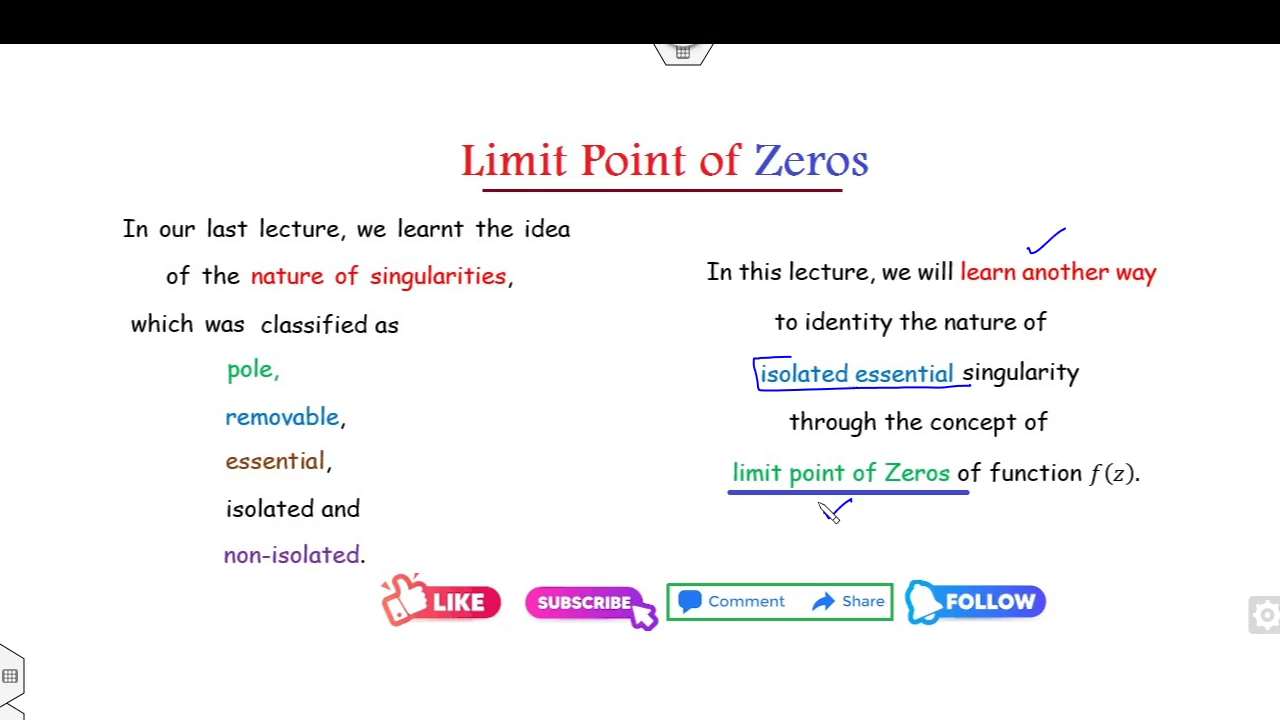 Limit Point of Zeros
In our last lecture, we learnt the idea
of the nature of singularities,
which was classified as
pole,
removable,
essential,
isolated and
non-isolated.
In this lecture, we will learn another way
to identity the nature of
isolated essential singularity
through the concept of
limit point of Zeros of function f(z).
LIKE
SUBSCRIBE
Comment Share
FOLLOW